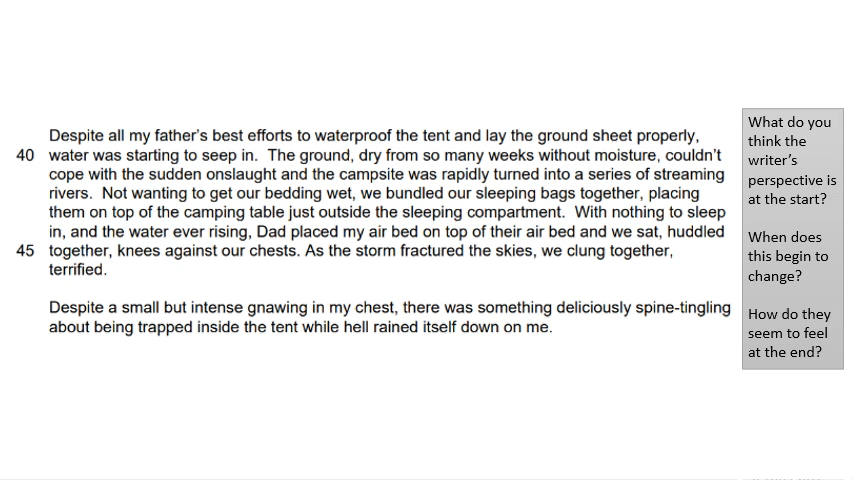 Despite all my father's best efforts to waterproof the tent and lay the ground sheet properly,
40 water was starting to seep in.  The ground, dry from so many weeks without moisture, couldn't
cope with the sudden onslaught and the campsite was rapidly turned into a series of streaming
rivers.  Not wanting to get our bedding wet, we bundled our sleeping bags together, placing
them on top of the camping table just outside the sleeping compartment.  With nothing to sleep
in, and the water ever rising, Dad placed my air bed on top of their air bed and we sat, huddled
45 together, knees against our chests. As the storm fractured the skies, we clung together,
terrified.
Despite a small but intense gnawing in my chest, there was something deliciously spine-tingling
about being trapped inside the tent while hell rained itself down on me.
What do you
think the
writer's
perspective is
at the start?
When does
this begin to
change?
How do they
seem to feel
at the end?